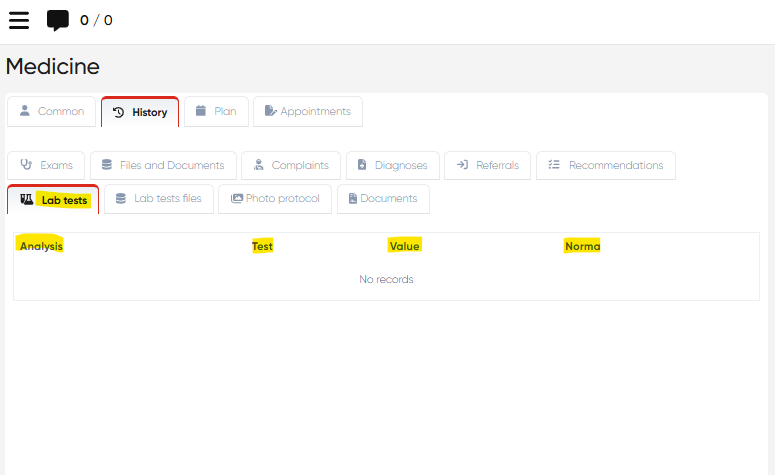 0 / 0
Medicine
Common History Plan Appointments
Exams Files and Documents Complaints Diagnoses Referrals Recommendations
Lab tests Lab tests files Photo protocol Documents
Analysis Test Value Norma
No records